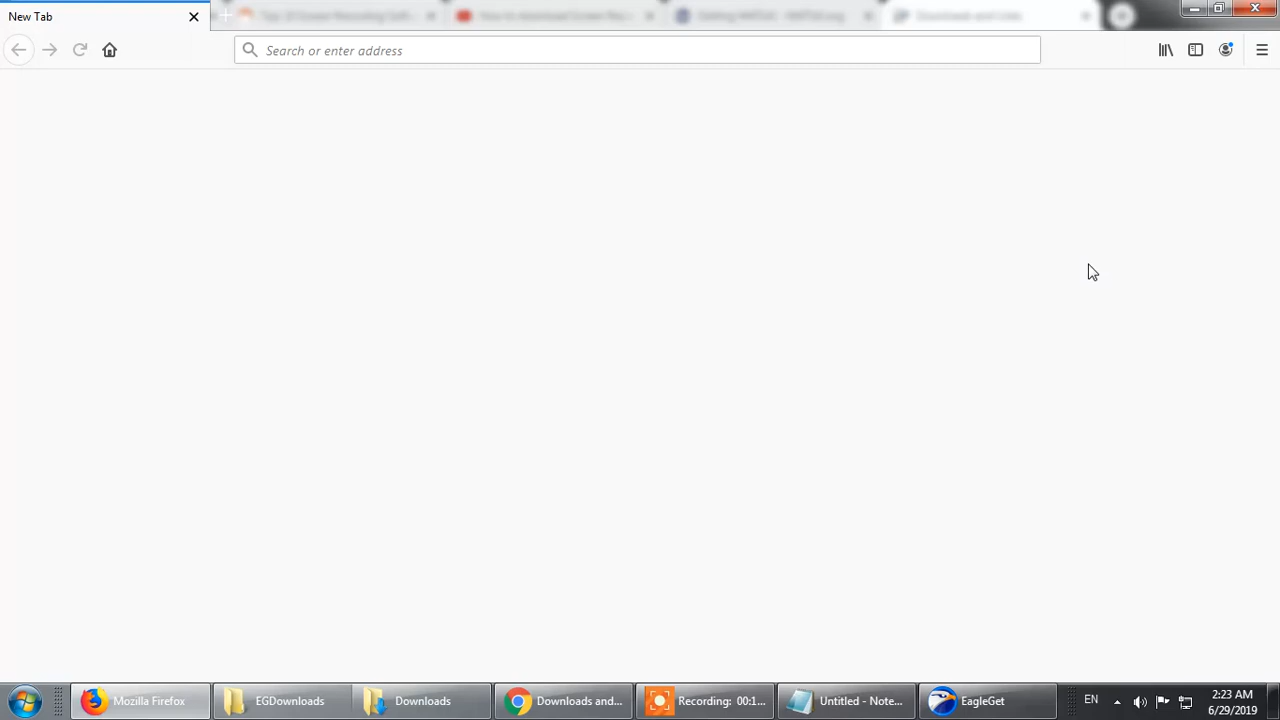 New Tab
Search or enter address
Mozilla Firefox
EGDownloads
Downloads
Downloads and...
Recording: 00:1...
Untitled - Note...
EagleGet
EN
2:23 AM
6/29/2019